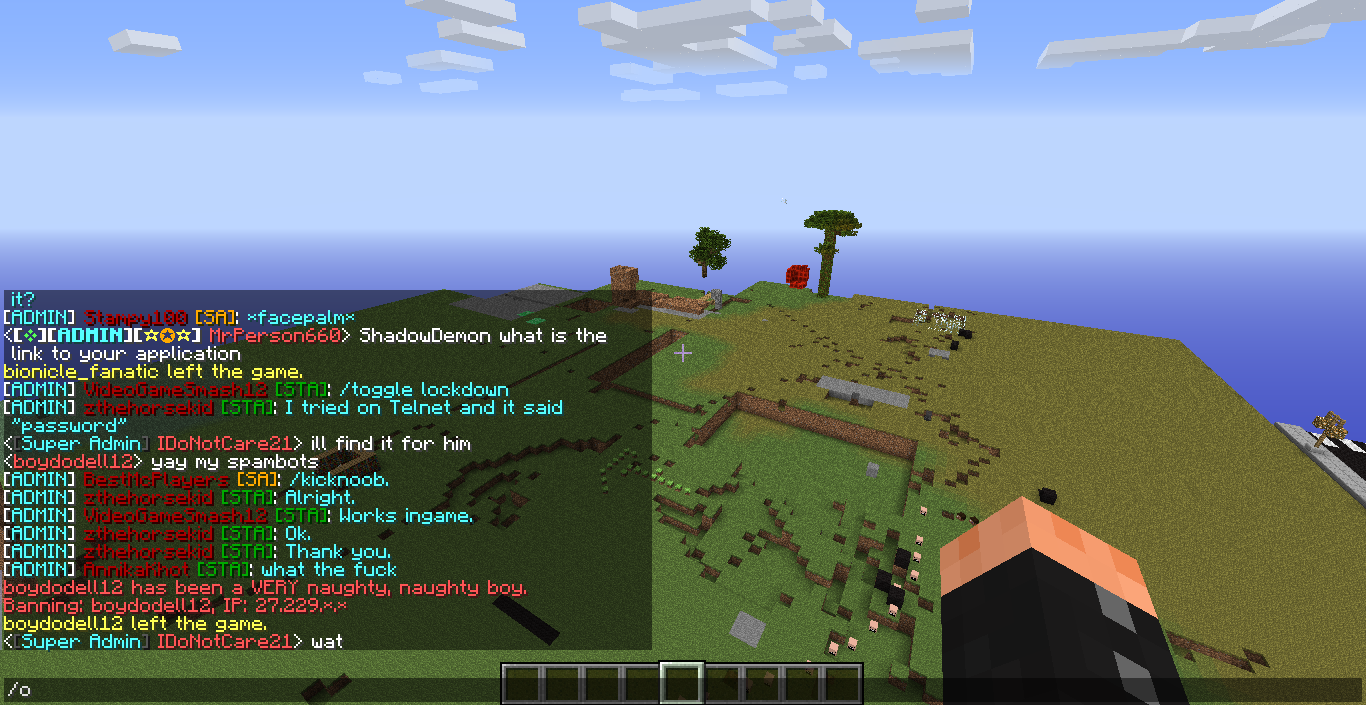 it?
[ADMIN] Stampy100 [SA]: *facepalm*
<[❖][ADMIN][☆✪☆] MrPerson660> ShadowDemon what is the
link to your application
bionicle_fanatic left the game.
[ADMIN] VideoGameSmash12 [STA]: /toggle lockdown
[ADMIN] zthehorsekid [STA]: I tried on Telnet and it said
"password"
<[Super Admin] IDoNotCare21> ill find it for him
<boydodell12> yay my spambots
[ADMIN] BestMcPlayers [SA]: /kicknoob.
[ADMIN] zthehorsekid [STA]: Alright.
[ADMIN] VideoGameSmash12 [STA]: Works ingame.
[ADMIN] zthehorsekid [STA]: Ok.
[ADMIN] zthehorsekid [STA]: Thank you.
[ADMIN] AnnikaKhot [STA]: what the fuck
boydodell12 has been a VERY naughty, naughty boy.
Banning: boydodell12, IP: 27.229.*.*
boydodell12 left the game.
<[Super Admin] IDoNotCare21> wat
/o